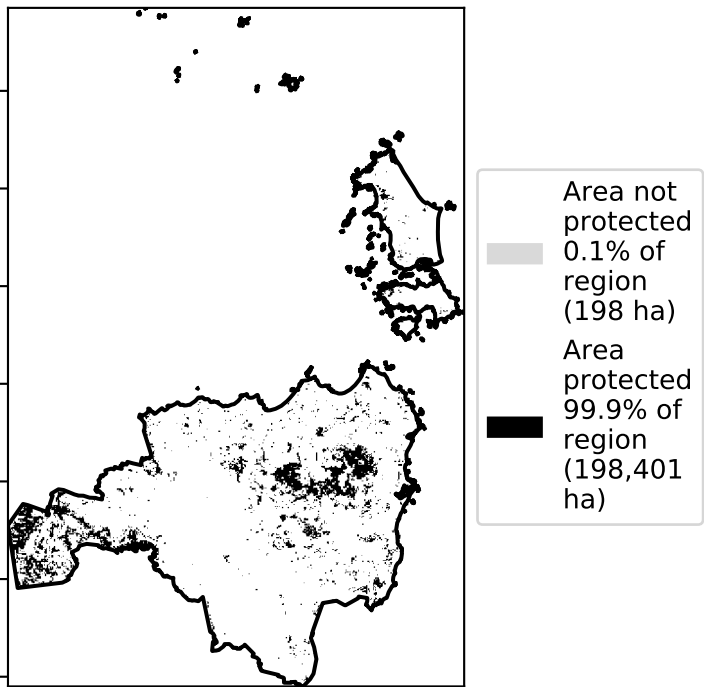 Area not
protected
0.1% of
region
(198 ha)
Area
protected
99.9% of
region
(198,401
ha)